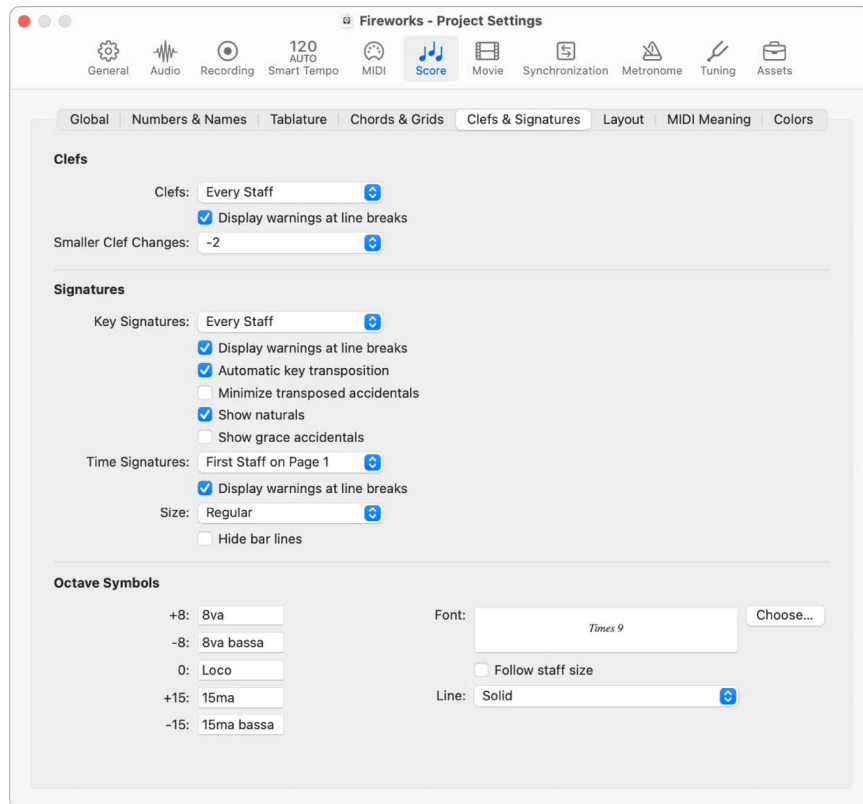 Fireworks - Project Settings
120
AUTO
General Audio Recording Smart Tempo MIDI Score Movie Synchronization Metronome Tuning Assets
Global Numbers & Names Tablature Chords & Grids Clefs & Signatures Layout MIDI Meaning Colors
Clefs
Clefs: Every Staff
Display warnings at line breaks
Smaller Clef Changes: -2
Signatures
Key Signatures: Every Staff
Display warnings at line breaks
Automatic key transposition
Minimize transposed accidentals
Show naturals
Show grace accidentals
Time Signatures: First Staff on Page 1
Display warnings at line breaks
Size: Regular
Hide bar lines
Octave Symbols
+8: 8va Font: Times 9 Choose...
-8: 8va bassa
0: Loco Follow staff size
+15: 15ma Line: Solid
-15: 15ma bassa